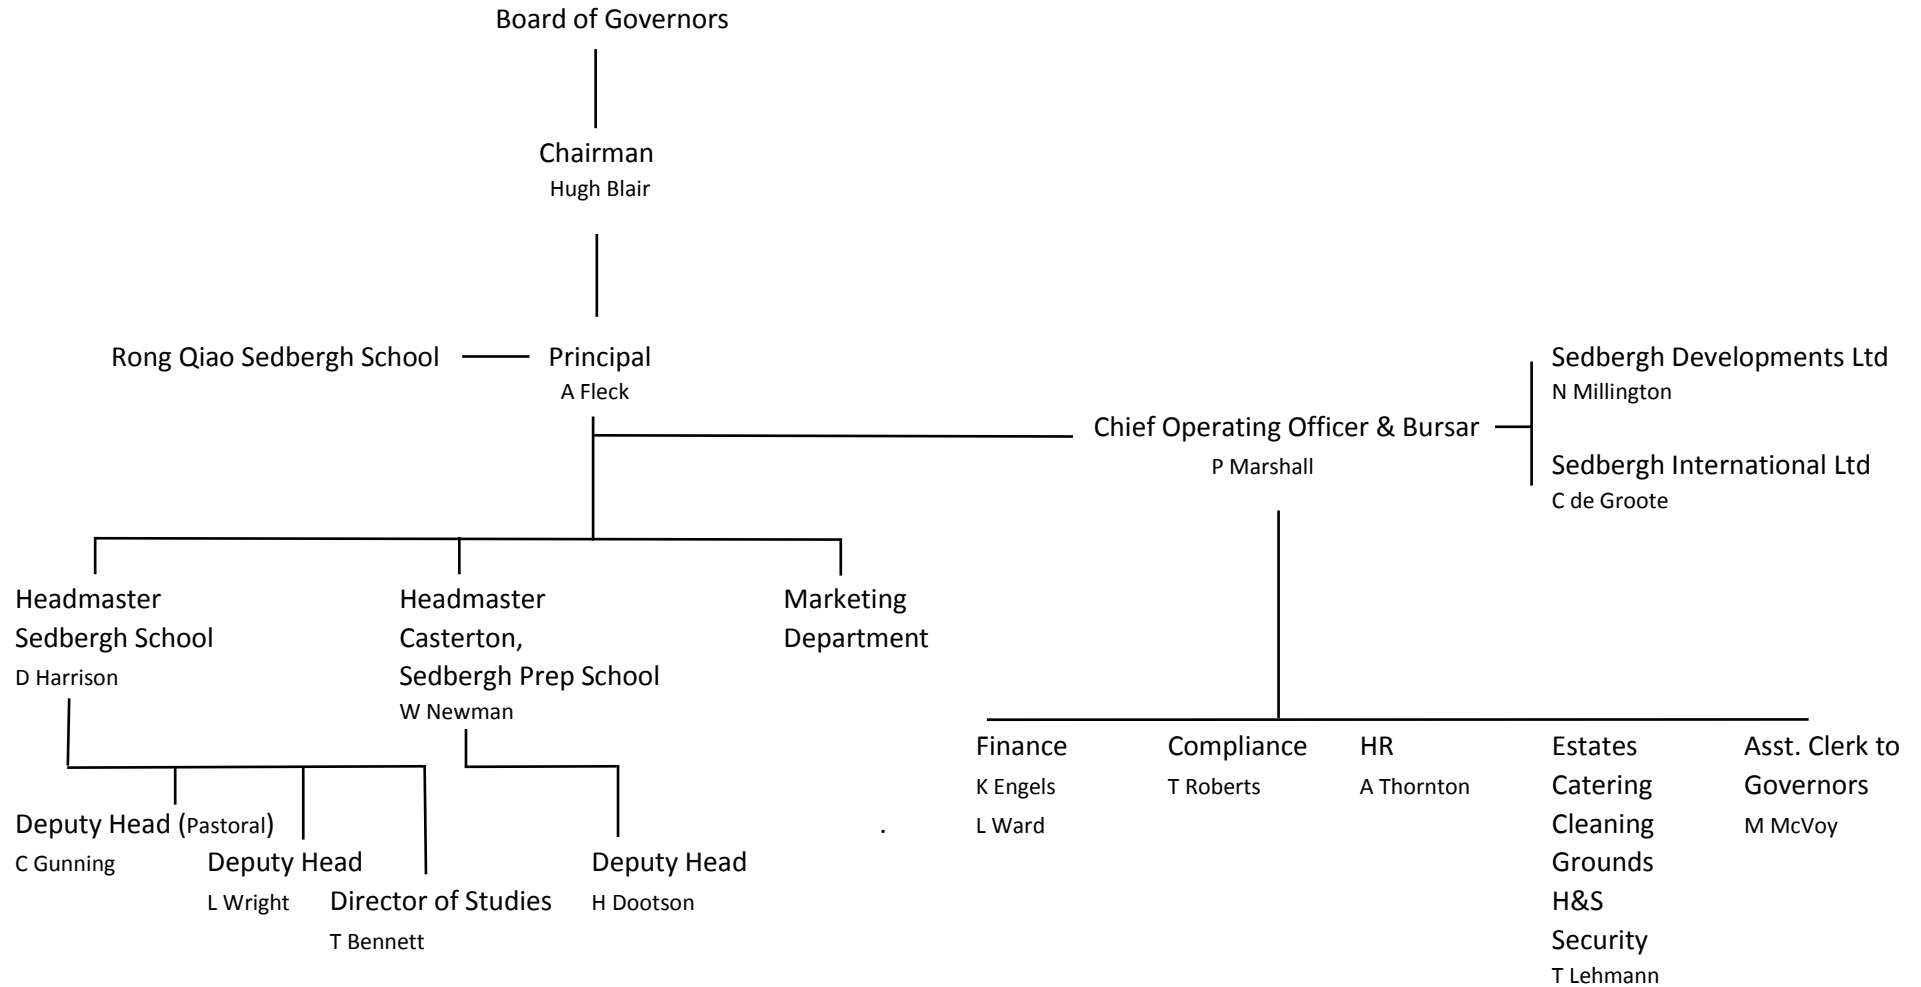 Board of Governors
Chairman
Hugh Blair
Rong Qiao Sedbergh School
Principal
A Fleck
Chief Operating Officer & Bursar
P Marshall
Sedbergh Developments Ltd
N Millington
Sedbergh International Ltd
C de Groote
Headmaster
Sedbergh School
D Harrison
Headmaster
Casterton,
Sedbergh Prep School
W Newman
Marketing
Department
Deputy Head (Pastoral)
C Gunning
Deputy Head
L Wright
Director of Studies
T Bennett
Deputy Head
H Dootson
.
Finance
K Engels
L Ward
Compliance
T Roberts
HR
A Thornton
Estates
Catering
Cleaning
Grounds
H&S
Security
T Lehmann
Asst. Clerk to
Governors
M McVoy